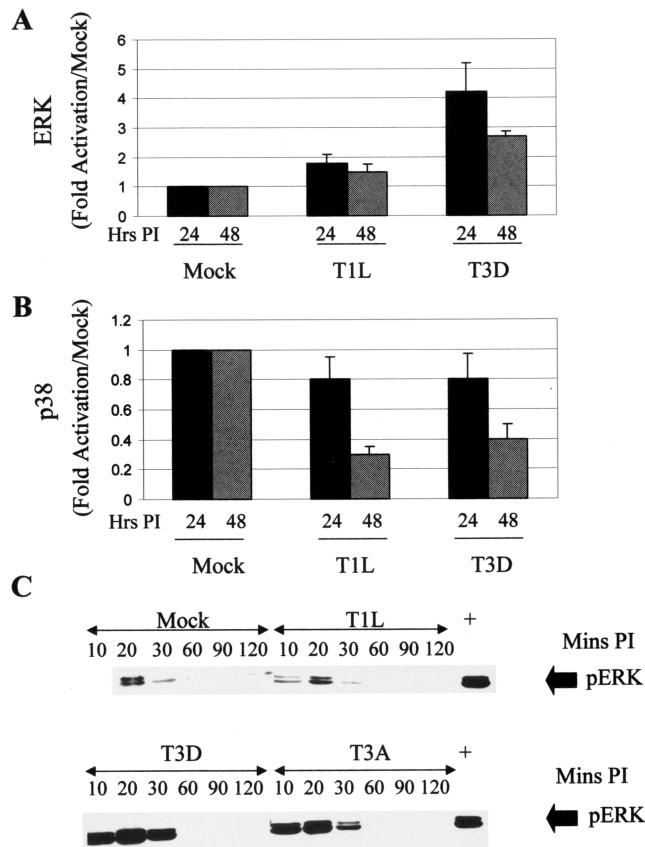 A
ERK
(Fold Activation/Mock)
6
5
4
3
2
1
0
Hrs PI
24 48 24 48 24 48
Mock T1L T3D
B
p38
(Fold Activation/Mock)
1.2
1
0.8
0.6
0.4
0.2
0
Hrs PI
24 48 24 48 24 48
Mock T1L T3D
C
Mock T1L +
10 20 30 60 90 120 10 20 30 60 90 120 Mins PI
pERK
T3D T3A +
10 20 30 60 90 120 10 20 30 60 90 120 Mins PI
pERK